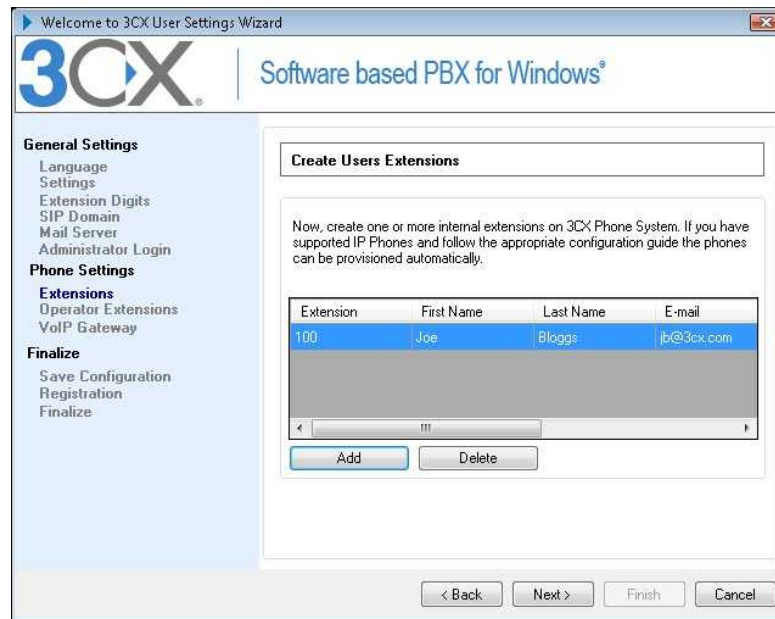 Welcome to 3CX User Settings Wizard
3CX®
Software based PBX for Windows®
General Settings
Language
Settings
Extension Digits
SIP Domain
Mail Server
Administrator Login
Phone Settings
Extensions
Operator Extensions
VoIP Gateway
Finalize
Save Configuration
Registration
Finalize
Create Users Extensions
Now, create one or more internal extensions on 3CX Phone System. If you have
supported IP Phones and follow the appropriate configuration guide the phones
can be provisioned automatically.
Extension First Name Last Name E-mail
100 Joe Bloggs jb@3cx.com
Add Delete
< Back Next > Finish Cancel